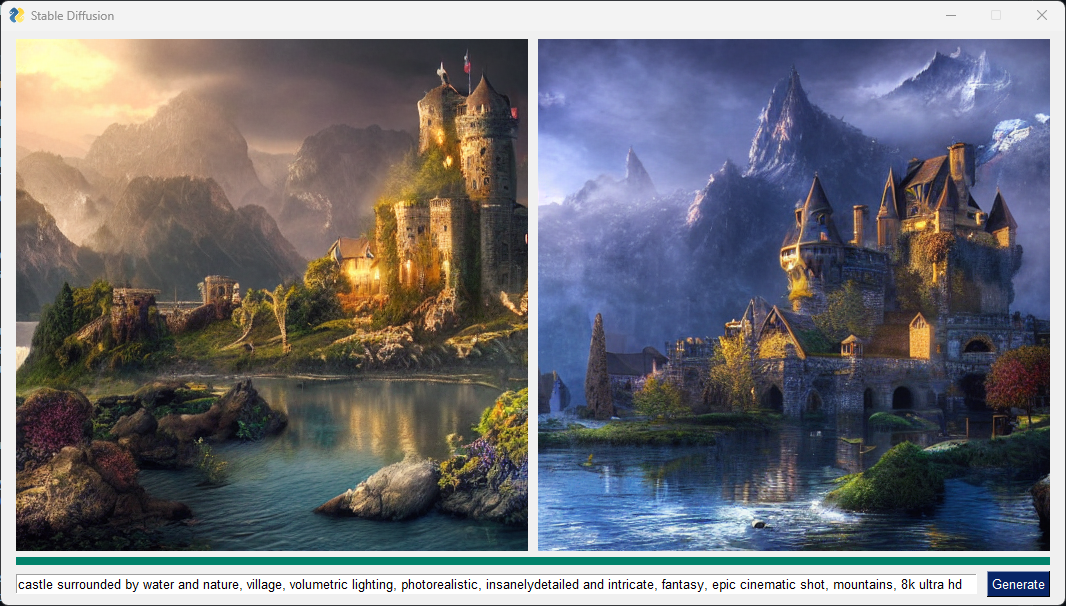 Stable Diffusion
castle surrounded by water and nature, village, volumetric lighting, photorealistic, insanelydetailed and intricate, fantasy, epic cinematic shot, mountains, 8k ultra hd
Generate